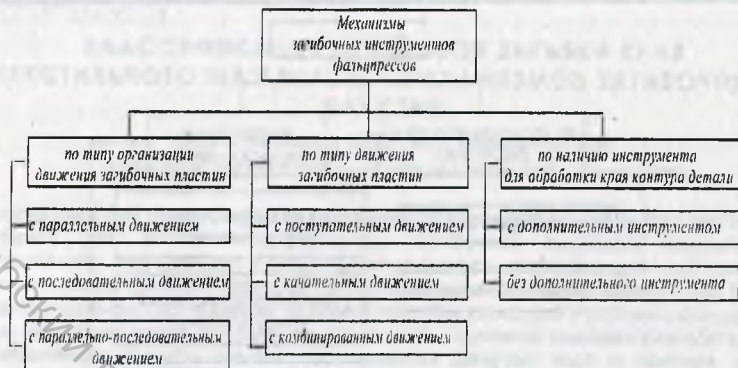 Механизмы
загибочных инструментов
фальцпрессов
по типу организации
движения загибочных пластин
с параллельным движением
с последовательным движением
с параллельно-последовательным
движением
по типу движения
загибочных пластин
с поступательным движением
с качательным движением
с комбинированным движением
по наличию инструмента
для обработки края контура детали
с дополнительным инструментом
без дополнительного инструмента